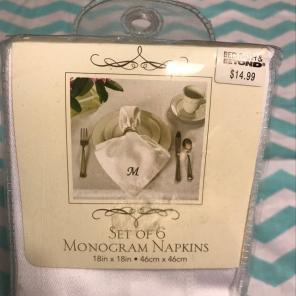 BED BATH &
BEYOND
$14.99
M
SET OF 6
MONOGRAM NAPKINS
18in x 18in • 46cm x 46cm